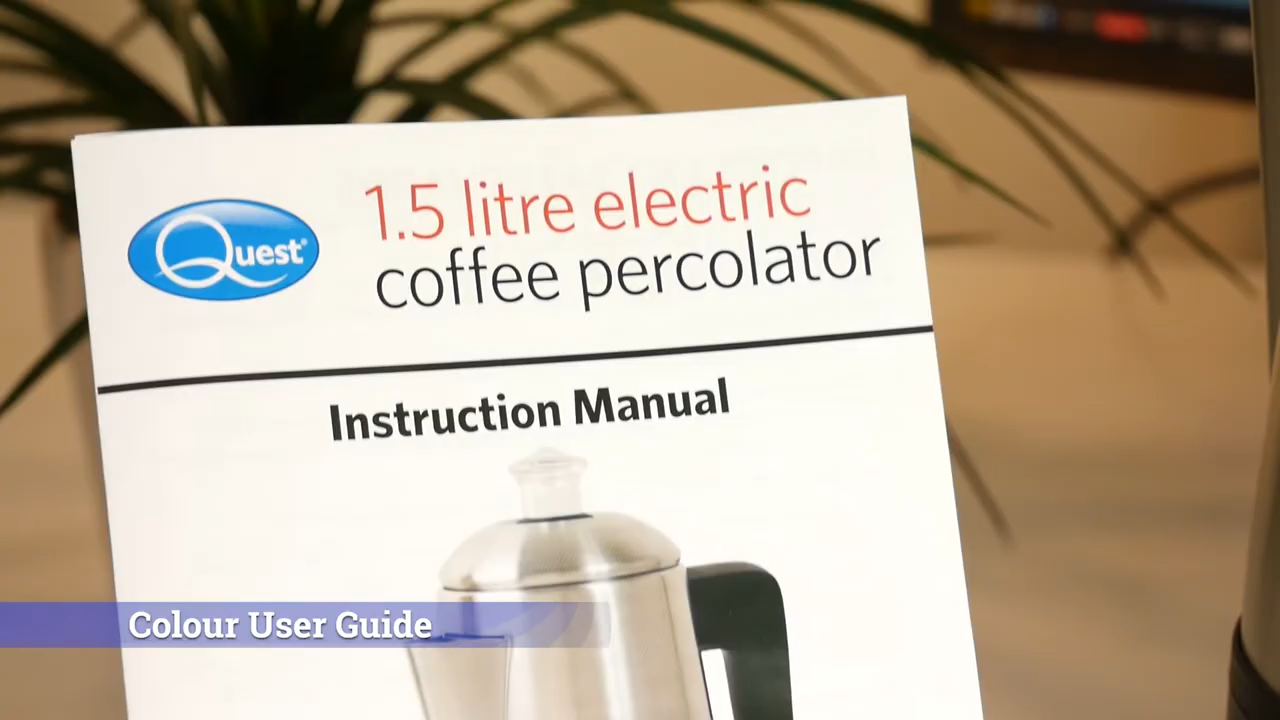 Quest®
1.5 litre electric
coffee percolator
Instruction Manual
Colour User Guide